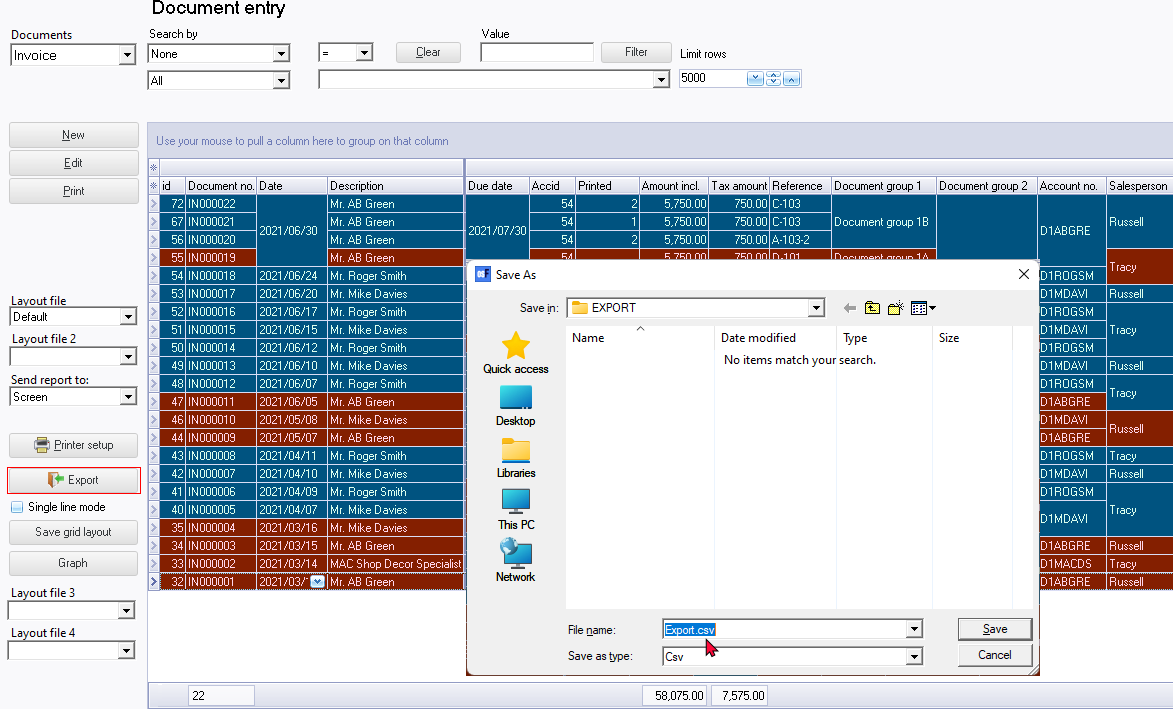 Document entry
Documents
Search by
Value
Invoice
None
=
Clear
Filter
Limit rows
All
5000
New
Edit
Print
Use your mouse to pull a column here to group on that column
id Document no. Date Description Due date Accid Printed Amount incl. Tax amount Reference Document group 1 Document group 2 Account no. Salesperson
72 IN000022 2021/06/30 Mr. AB Green 2021/07/30 54 2 5,750.00 750.00 C-103 Document group 1B D1ABGRE Russell
67 IN000021 Mr. AB Green 54 1 5,750.00 750.00 C-103
56 IN000020 Mr. AB Green 54 2 5,750.00 750.00 A-103-2
55 IN000019 Mr. AB Green 54 5,750.00 750.00 D-101 Document group 1A Tracy
54 IN000018 2021/06/24 Mr. Roger Smith D1ROGSM
53 IN000017 2021/06/20 Mr. Mike Davies D1MDAVI Russell
52 IN000016 2021/06/17 Mr. Roger Smith D1ROGSM Tracy
51 IN000015 2021/06/15 Mr. Mike Davies D1MDAVI
50 IN000014 2021/06/12 Mr. Roger Smith D1ROGSM
49 IN000013 2021/06/10 Mr. Mike Davies D1MDAVI Russell
48 IN000012 2021/06/07 Mr. Roger Smith D1ROGSM Tracy
47 IN000011 2021/06/05 Mr. AB Green D1ABGRE
46 IN000010 2021/05/08 Mr. Mike Davies D1MDAVI Russell
44 IN000009 2021/05/07 Mr. AB Green D1ABGRE
43 IN000008 2021/04/11 Mr. Roger Smith D1ROGSM Tracy
42 IN000007 2021/04/10 Mr. Mike Davies D1MDAVI Russell
41 IN000006 2021/04/09 Mr. Roger Smith D1ROGSM Tracy
40 IN000005 2021/04/07 Mr. Mike Davies D1MDAVI
35 IN000004 2021/03/16 Mr. Mike Davies
34 IN000003 2021/03/15 Mr. AB Green D1ABGRE Russell
33 IN000002 2021/03/14 MAC Shop Decor Specialist D1MACDS Tracy
32 IN000001 2021/03/ Mr. AB Green D1ABGRE Russell
22 58,075.00 7,575.00
Layout file
Default
Layout file 2
Send report to:
Screen
Printer setup
Export
Single line mode
Save grid layout
Graph
Layout file 3
Layout file 4
Save As
Save in: EXPORT
Name Date modified Type Size
No items match your search.
Quick access
Desktop
Libraries
This PC
Network
File name: Export.csv Save
Save as type: Csv Cancel